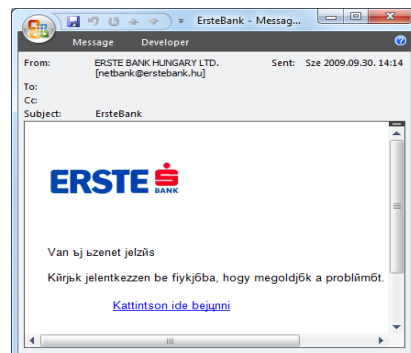 ErsteBank - Messag...
Message Developer
From: ERSTE BANK HUNGARY LTD. [netbank@erstebank.hu] Sent: Sze 2009.09.30. 14:14
To:
Cc:
Subject: ErsteBank
ERSTE BANK
Van ъj ьzenet jelzйs
Kйrjьk jelentkezzen be fiykjбba, hogy megoldjбk a problйmбt.
Kattintson ide bejцnni